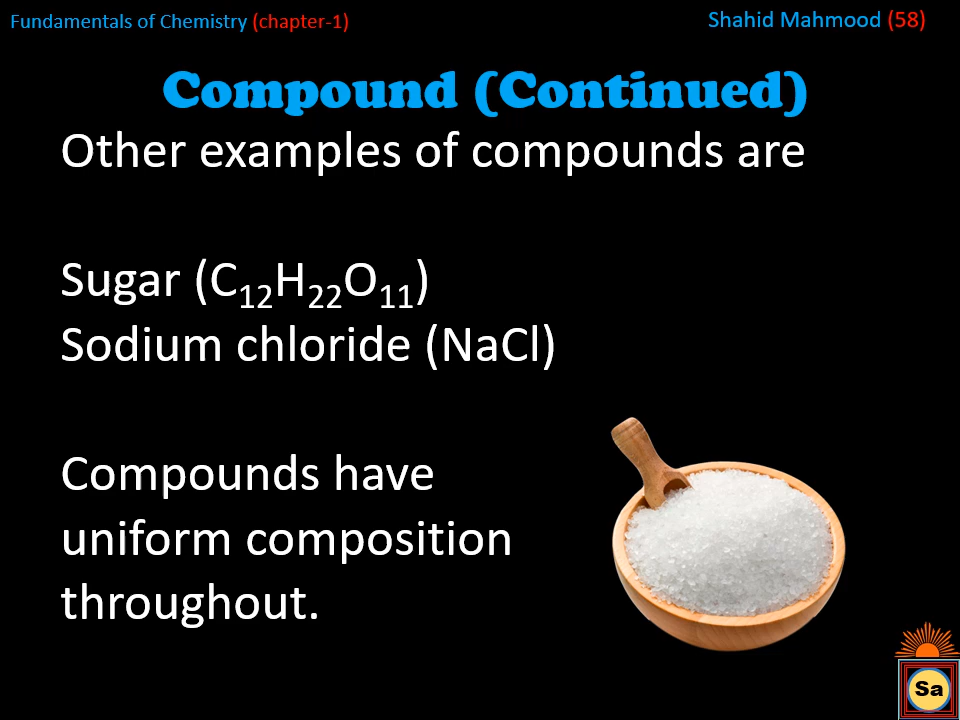 Fundamentals of Chemistry (chapter-1)
Shahid Mahmood (58)
Compound (Continued)
Other examples of compounds are
Sugar (C₁₂H₂₂O₁₁)
Sodium chloride (NaCl)
Compounds have
uniform composition
throughout.
Sa